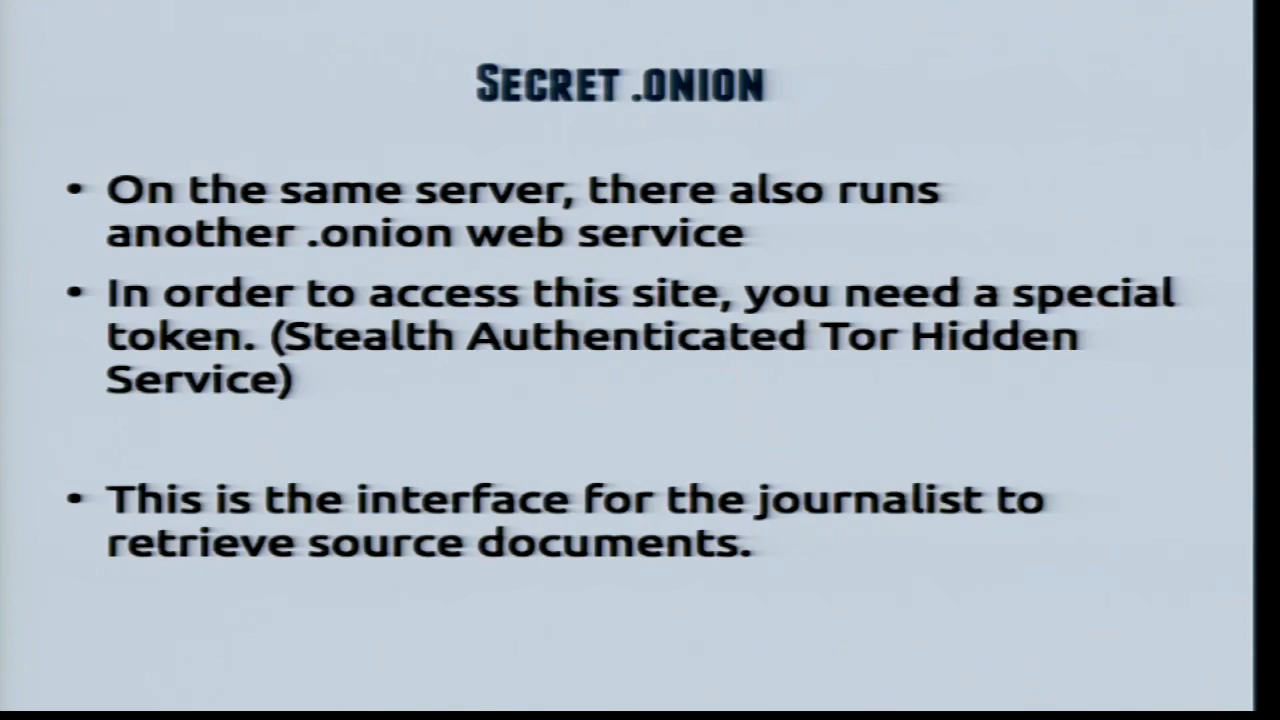 SECRET .ONION
• On the same server, there also runs
another .onion web service
• In order to access this site, you need a special
token. (Stealth Authenticated Tor Hidden
Service)
• This is the interface for the journalist to
retrieve source documents.